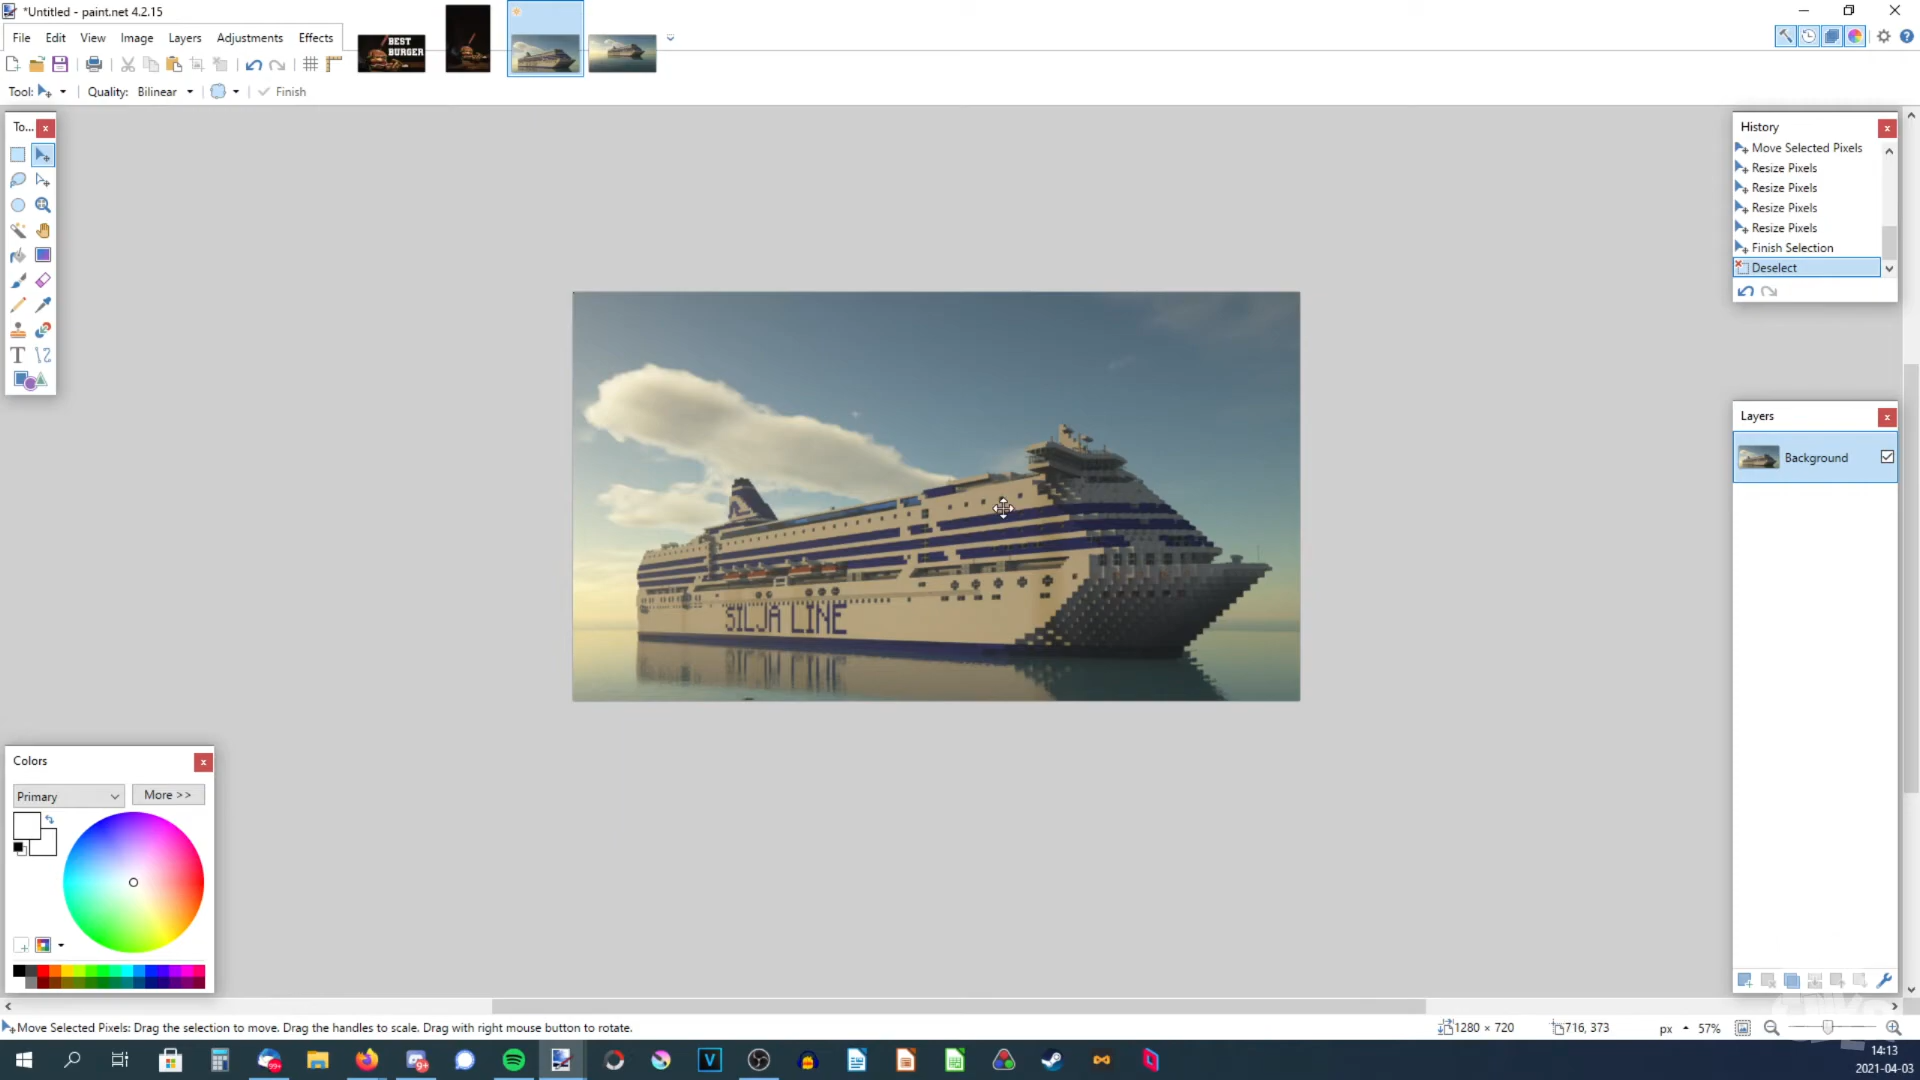 *Untitled - paint.net 4.2.15
File Edit View Image Layers Adjustments Effects
BEST
BURGER
Tool: Quality: Bilinear Finish
To...
History
Move Selected Pixels
Resize Pixels
Resize Pixels
Resize Pixels
Resize Pixels
Finish Selection
Deselect
Layers
Background
SILJA LINE
Colors
Primary
More >>
Move Selected Pixels: Drag the selection to move. Drag the handles to scale. Drag with right mouse button to rotate.
1280 × 720
716, 373
px
57%
99+
9+
V
14:13
2021-04-03